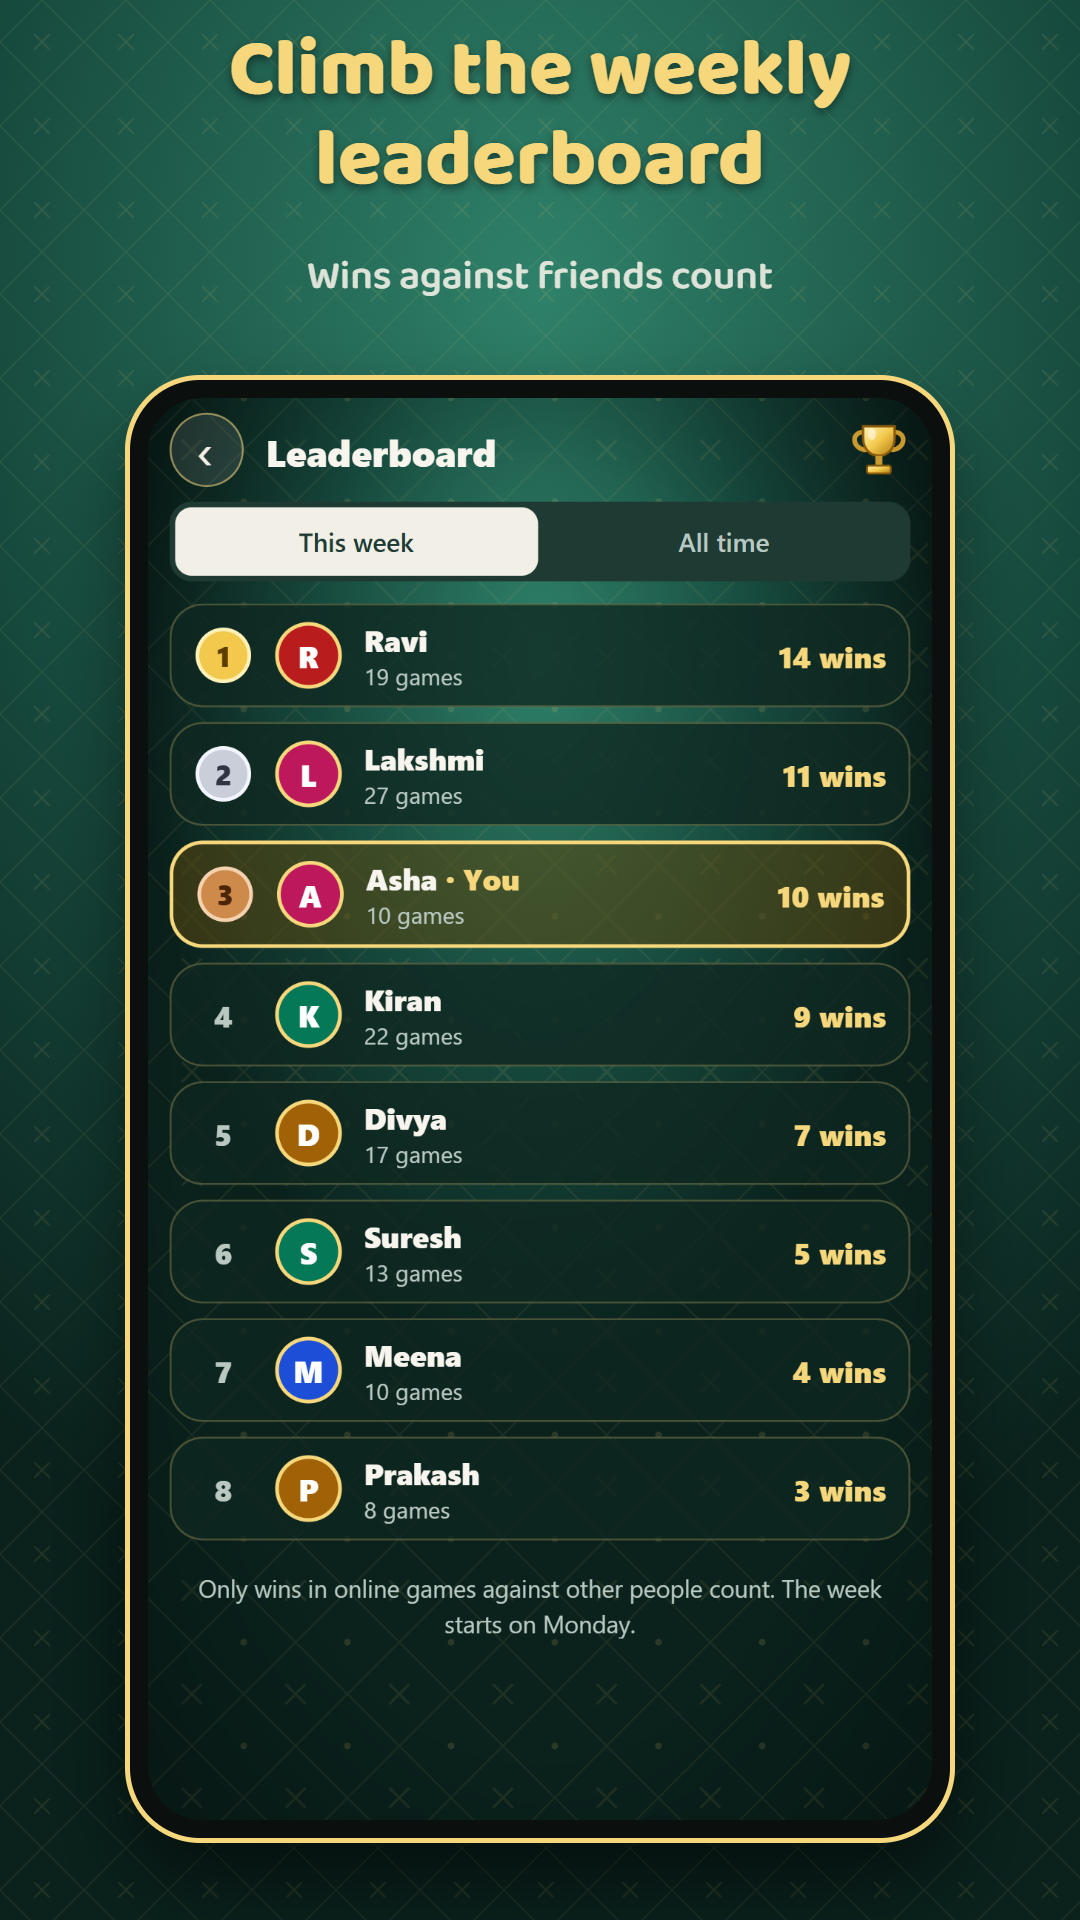 Climb the weekly
leaderboard
Wins against friends count
‹ Leaderboard
This week All time
1 R Ravi 14 wins
19 games
2 L Lakshmi 11 wins
27 games
3 A Asha · You 10 wins
10 games
4 K Kiran 9 wins
22 games
5 D Divya 7 wins
17 games
6 S Suresh 5 wins
13 games
7 M Meena 4 wins
10 games
8 P Prakash 3 wins
8 games
Only wins in online games against other people count. The week
starts on Monday.